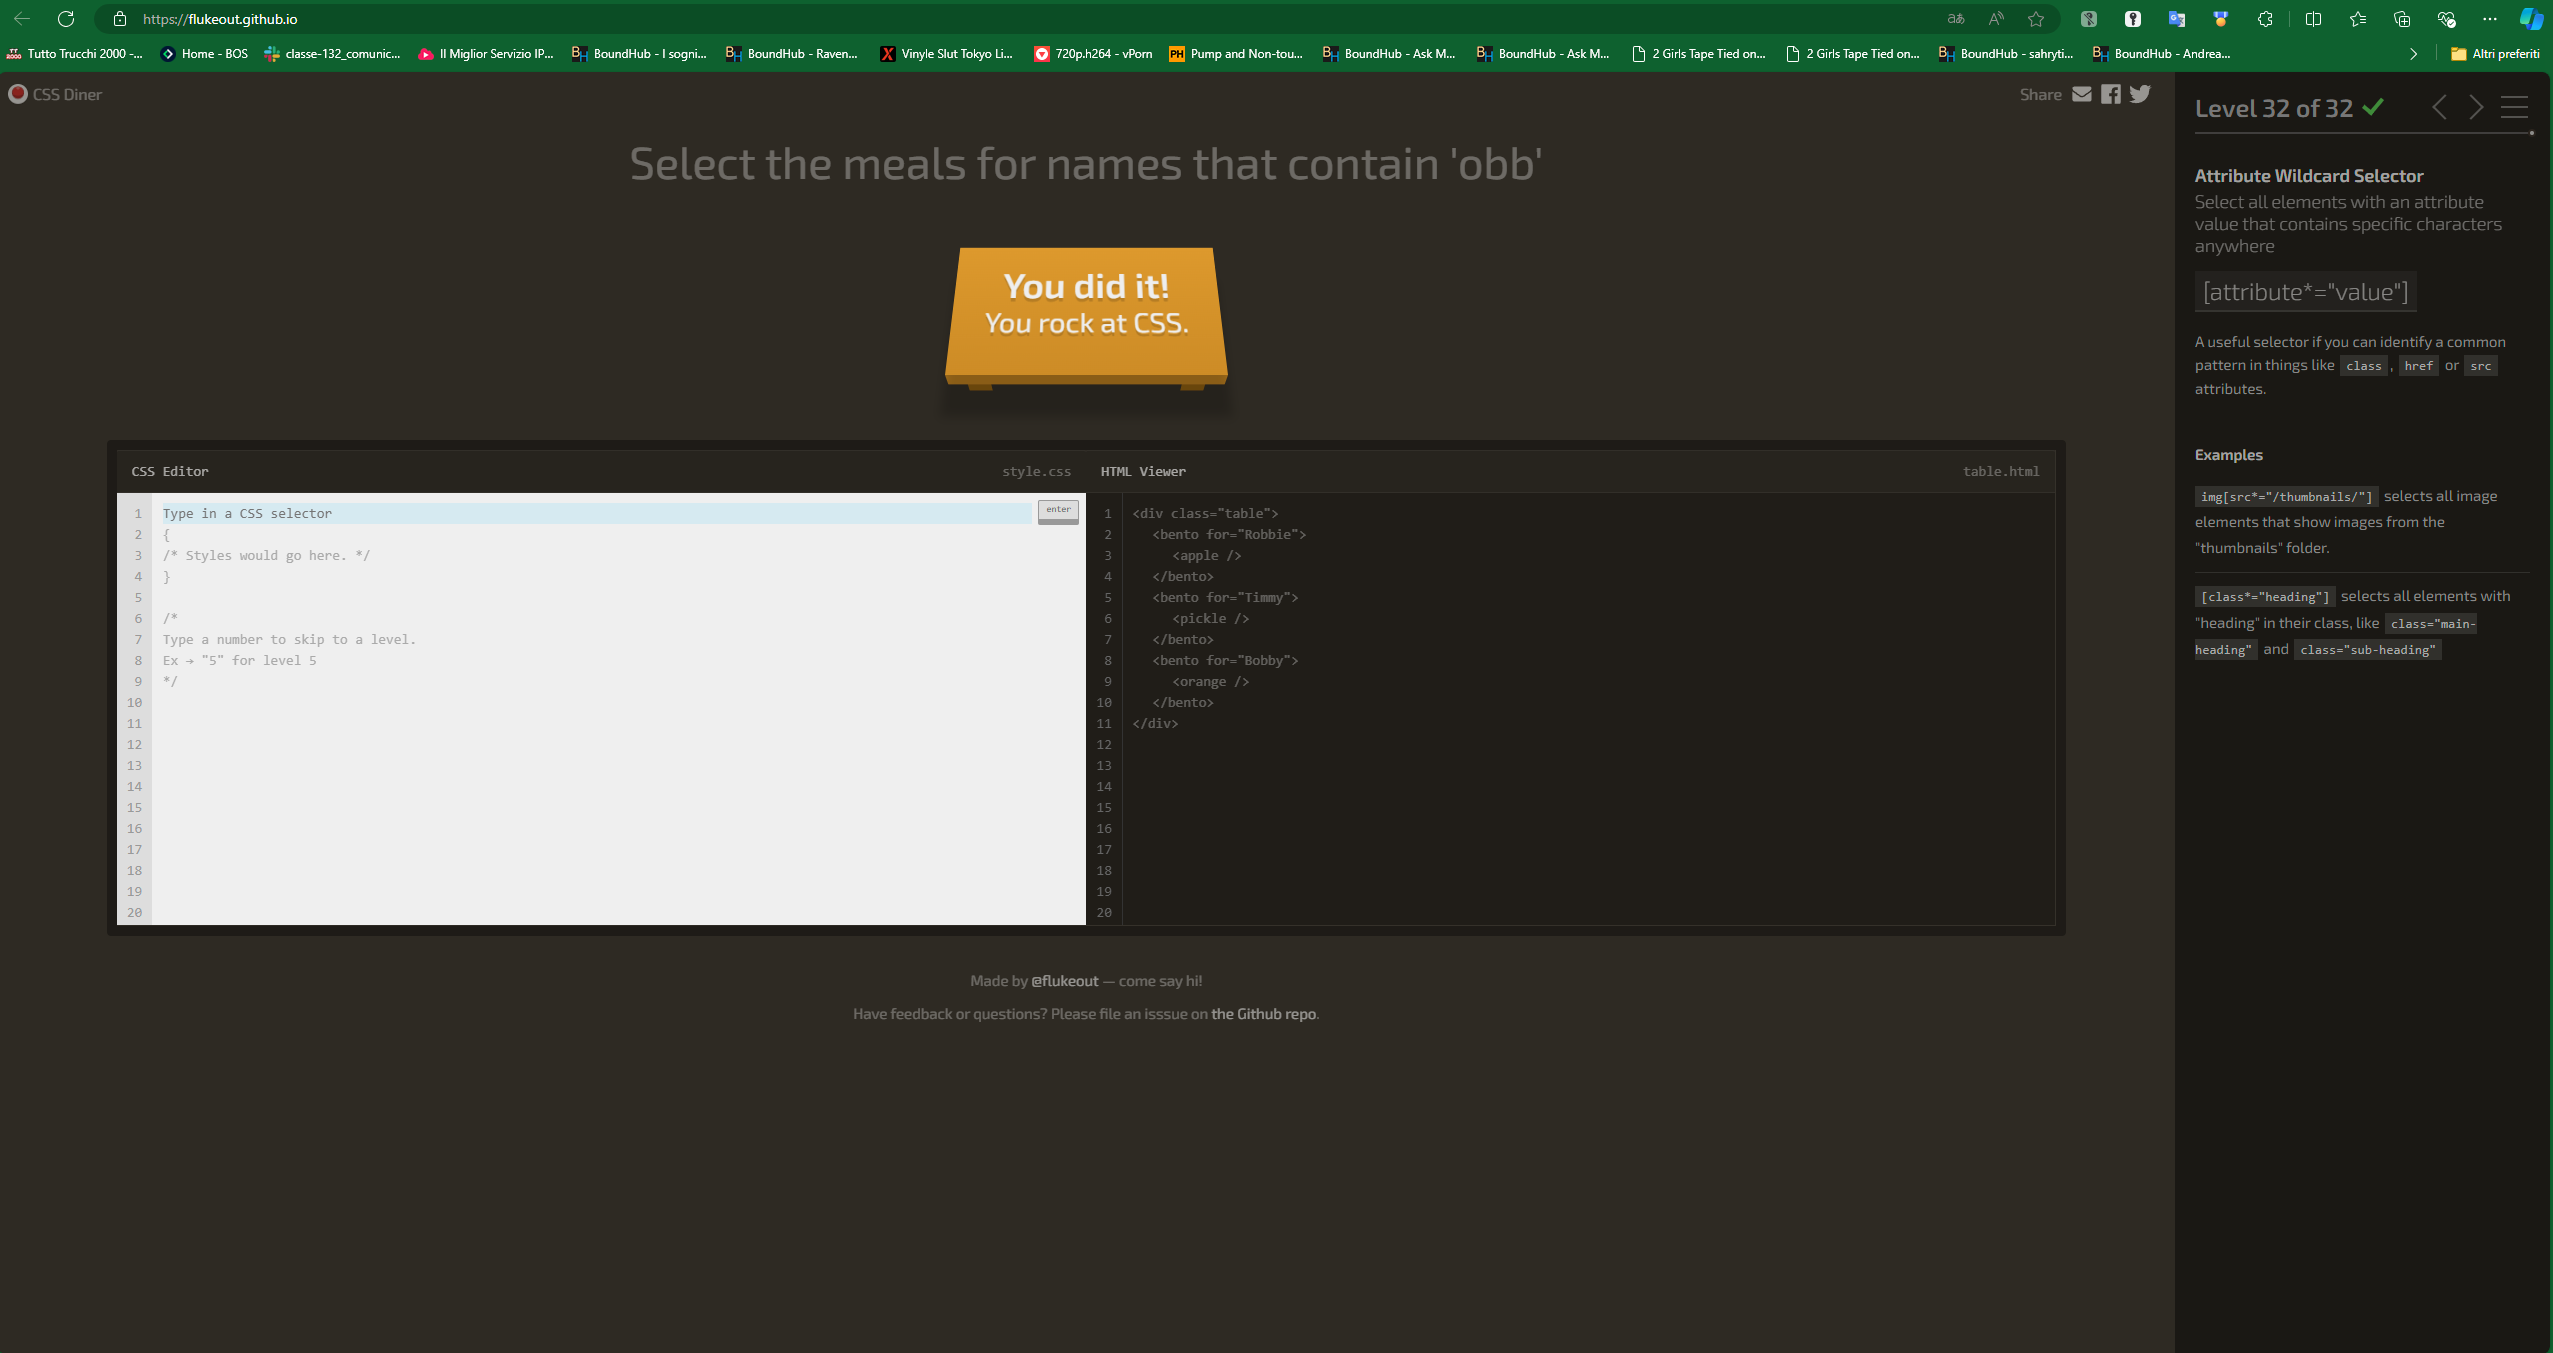 https://flukeout.github.io
Tutto Trucchi 2000 -...
Home - BOS
classe-132_comunic...
Il Miglior Servizio IP...
BoundHub - I sogni...
BoundHub - Raven...
Vinyle Slut Tokyo Li...
720p.h264 - vPorn
Pump and Non-tou...
BoundHub - Ask M...
BoundHub - Ask M...
2 Girls Tape Tied on...
2 Girls Tape Tied on...
BoundHub - sahryti...
BoundHub - Andrea...
Altri preferiti
CSS Diner
Share
Select the meals for names that contain 'obb'
You did it!
You rock at CSS.
CSS Editor
style.css
1 Type in a CSS selector
enter
2 {
3 /* Styles would go here. */
4 }
5
6 /*
7 Type a number to skip to a level.
8 Ex → "5" for level 5
9 */
10
11
12
13
14
15
16
17
18
19
20
HTML Viewer
table.html
1 <div class="table">
2 <bento for="Robbie">
3 <apple />
4 </bento>
5 <bento for="Timmy">
6 <pickle />
7 </bento>
8 <bento for="Bobby">
9 <orange />
10 </bento>
11 </div>
12
13
14
15
16
17
18
19
20
Made by @flukeout — come say hi!
Have feedback or questions? Please file an isssue on the Github repo.
Level 32 of 32
Attribute Wildcard Selector
Select all elements with an attribute
value that contains specific characters
anywhere
[attribute*="value"]
A useful selector if you can identify a common
pattern in things like class , href or src
attributes.
Examples
img[src*="/thumbnails/"] selects all image
elements that show images from the
"thumbnails" folder.
[class*="heading"] selects all elements with
"heading" in their class, like class="main-
heading" and class="sub-heading"